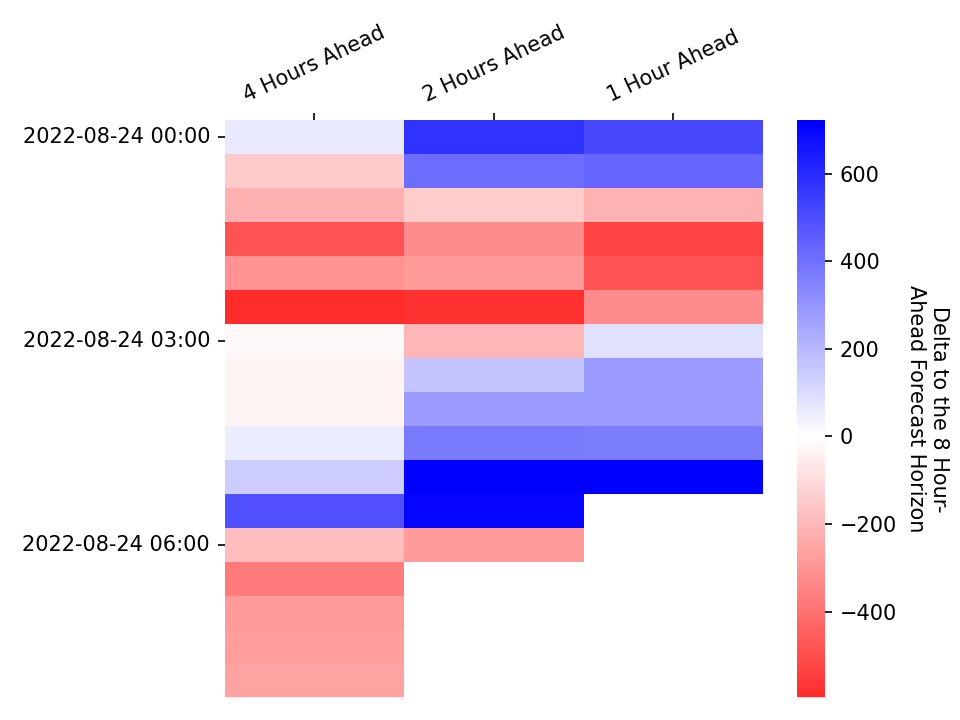 4 Hours Ahead
2 Hours Ahead
1 Hour Ahead
2022-08-24 00:00
2022-08-24 03:00
2022-08-24 06:00
600
400
200
0
−200
−400
Delta to the 8 Hour-
Ahead Forecast Horizon